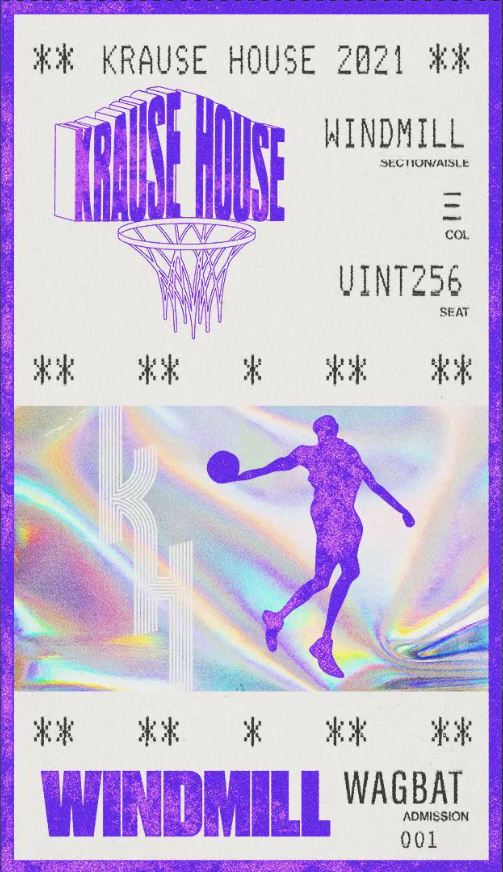 ** KRAUSE HOUSE 2021 **
KRAUSE HOUSE
WINDMILL
SECTION/AISLE
Ξ
COL
UINT256
SEAT
** ** * ** **
KH
** ** * ** **
WINDMILL
WAGBAT
ADMISSION
001